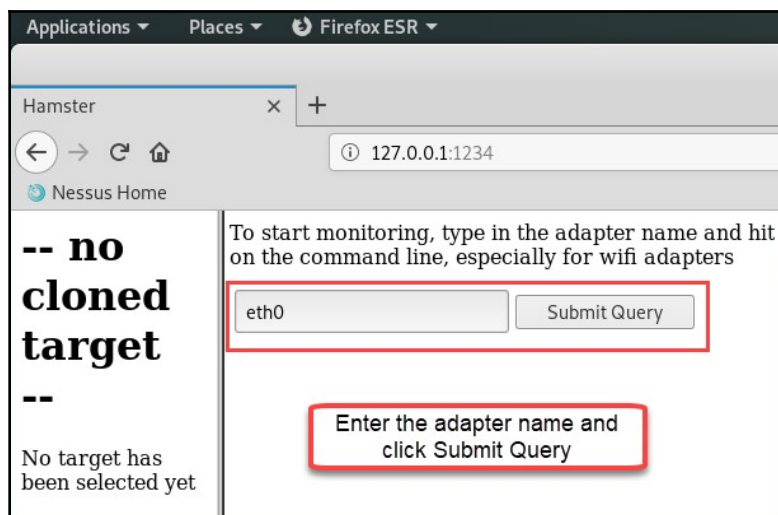 Applications Places Firefox ESR
Hamster
127.0.0.1:1234
Nessus Home
-- no
cloned
target
--
No target has
been selected yet
To start monitoring, type in the adapter name and hit
on the command line, especially for wifi adapters
eth0 Submit Query
Enter the adapter name and
click Submit Query